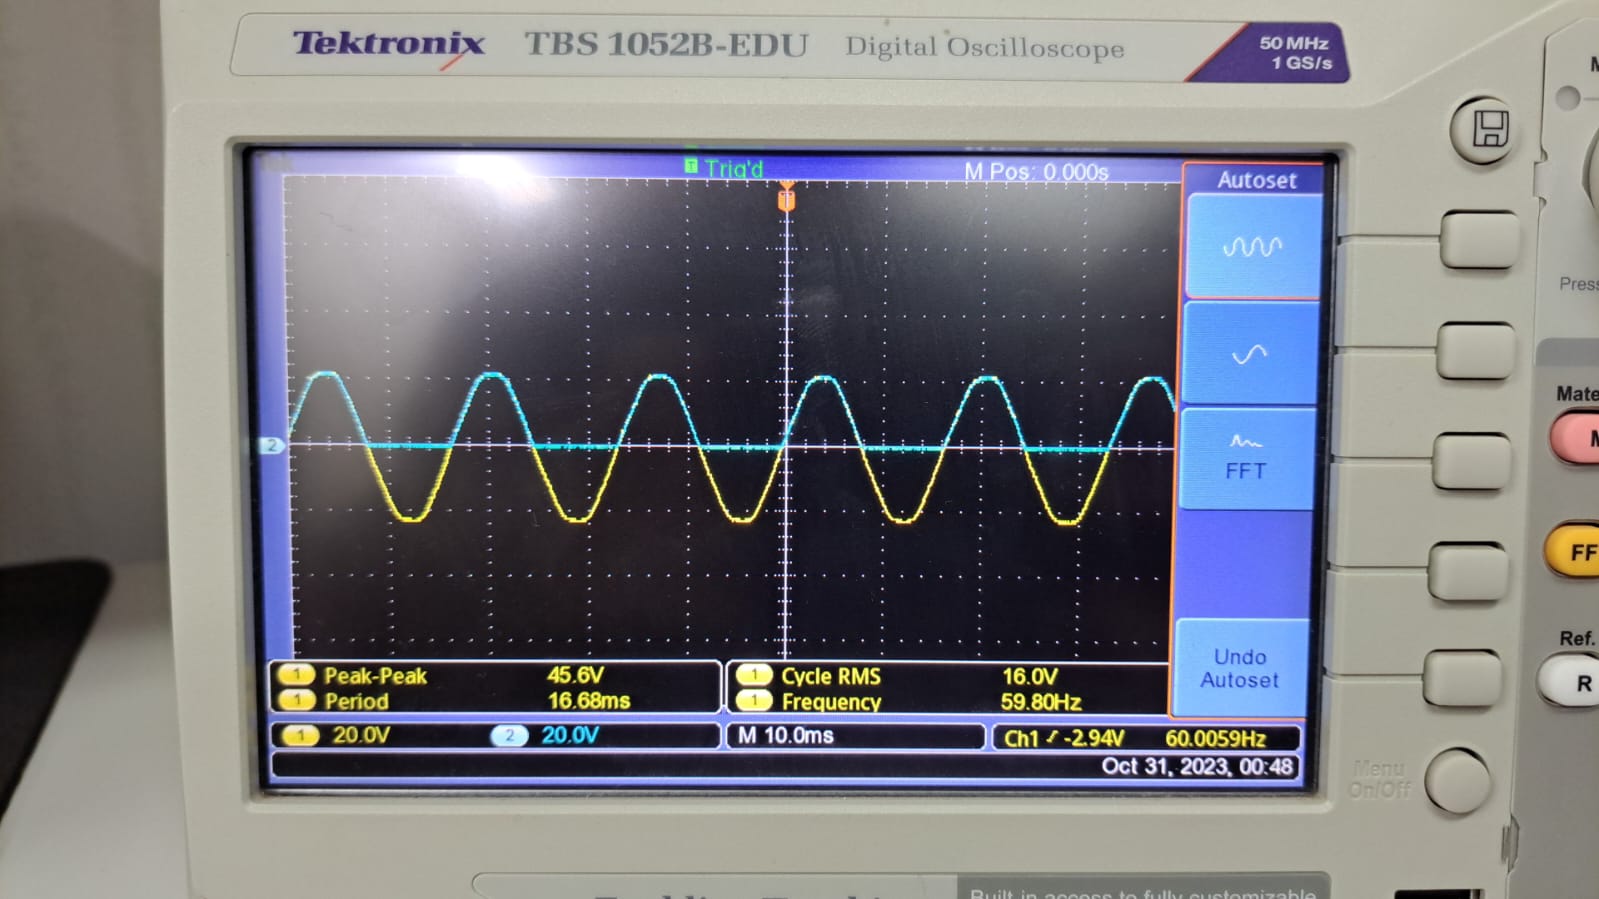 Tektronix TBS 1052B-EDU Digital Oscilloscope 50 MHz
1 GS/s
T Trig'd M Pos: 0.000s
Autoset
T
Press
2
FFT
Mate
M
FF
Undo
Autoset
Ref.
R
1 Peak-Peak 45.6V 1 Cycle RMS 16.0V
1 Period 16.68ms 1 Frequency 59.80Hz
1 20.0V 2 20.0V M 10.0ms Ch1 -2.94V 60.0059Hz
Oct 31, 2023, 00:48
Menu
On/Off
Built-in access to fully customizable